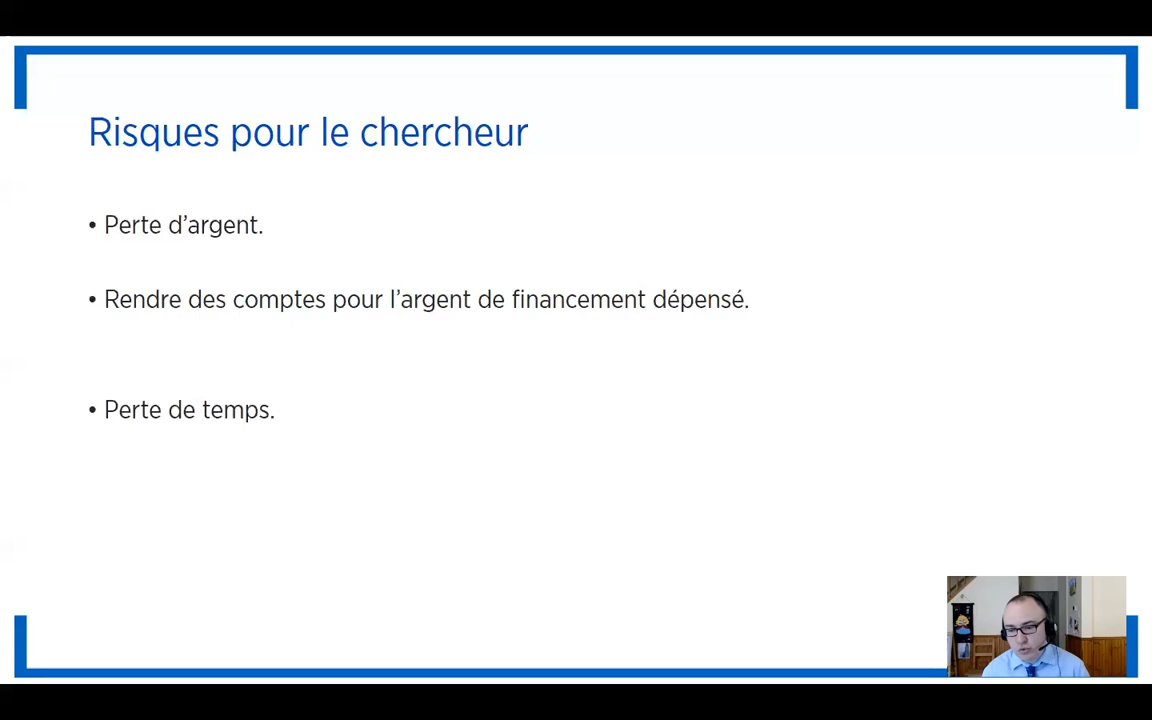 Risques pour le chercheur
• Perte d’argent.
• Rendre des comptes pour l’argent de financement dépensé.
• Perte de temps.